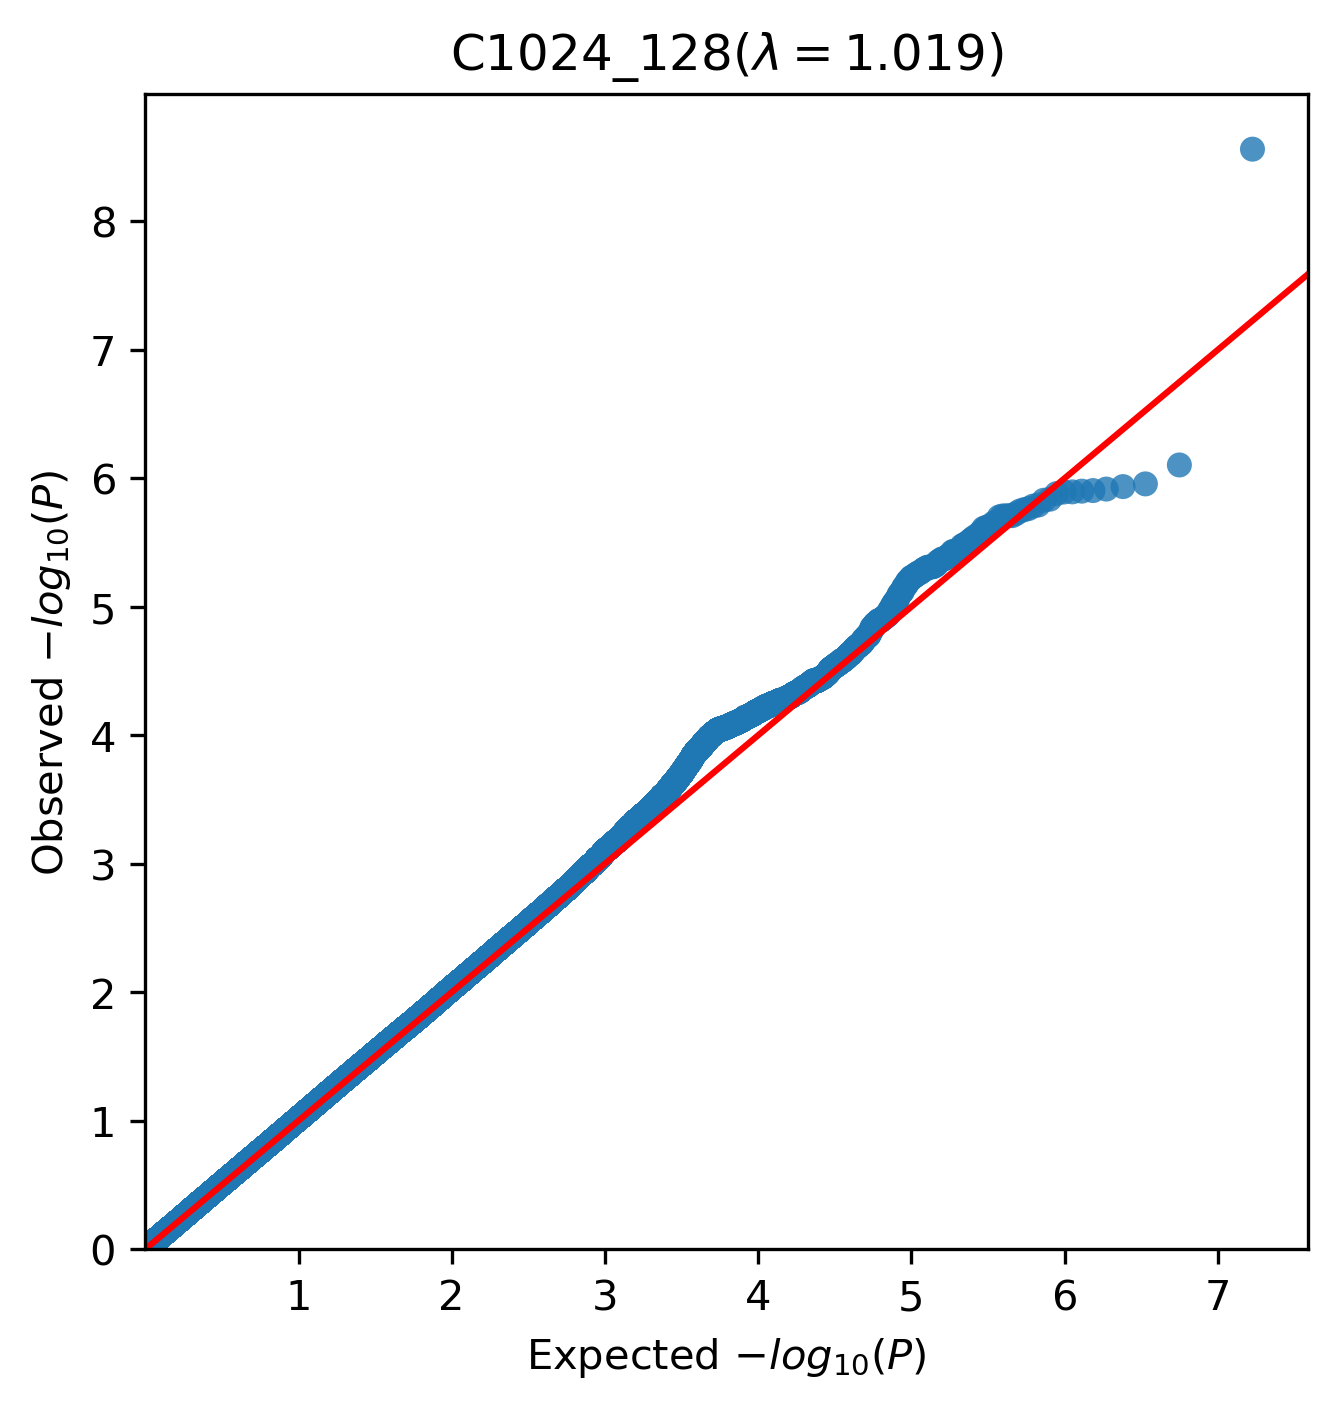 C1024_128(λ = 1.019)
8
7
6
5
4
3
2
1
0
Observed −log₁₀(P)
1 2 3 4 5 6 7
Expected −log₁₀(P)